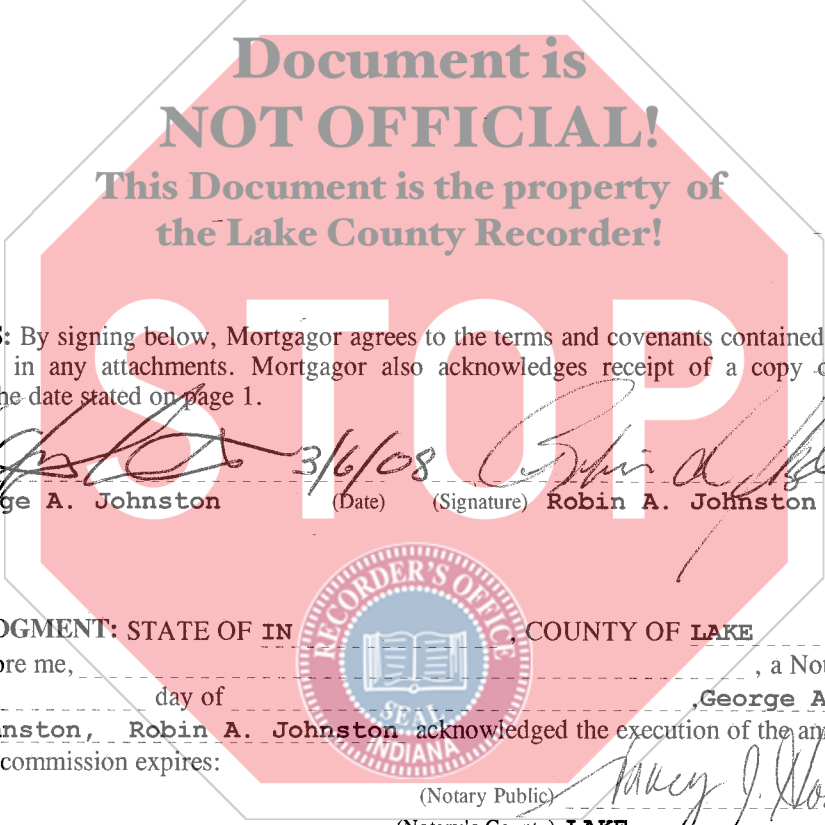 Document is
NOT OFFICIAL!
This Document is the property of
the Lake County Recorder!
STOP
: By signing below, Mortgagor agrees to the terms and covenants contained
in any attachments. Mortgagor also acknowledges receipt of a copy
he date stated on page 1.
3/6/08 Robin A.
ge A. Johnston (Date) (Signature) Robin A. Johnston
RECORDER'S OFFICE
SEAL
INDIANA
DGMENT: STATE OF IN , COUNTY OF LAKE
ore me, , a No
day of ,George A
nston, Robin A. Johnston acknowledged the execution of the
commission expires:
Nancy J.
(Notary Public)
LAKE